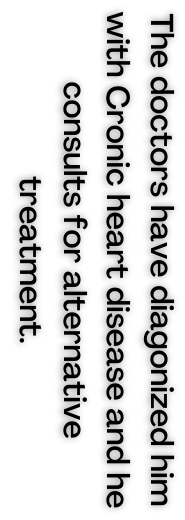 The doctors have diagonized him
with Cronic heart disease and he
consults for alternative
treatment.